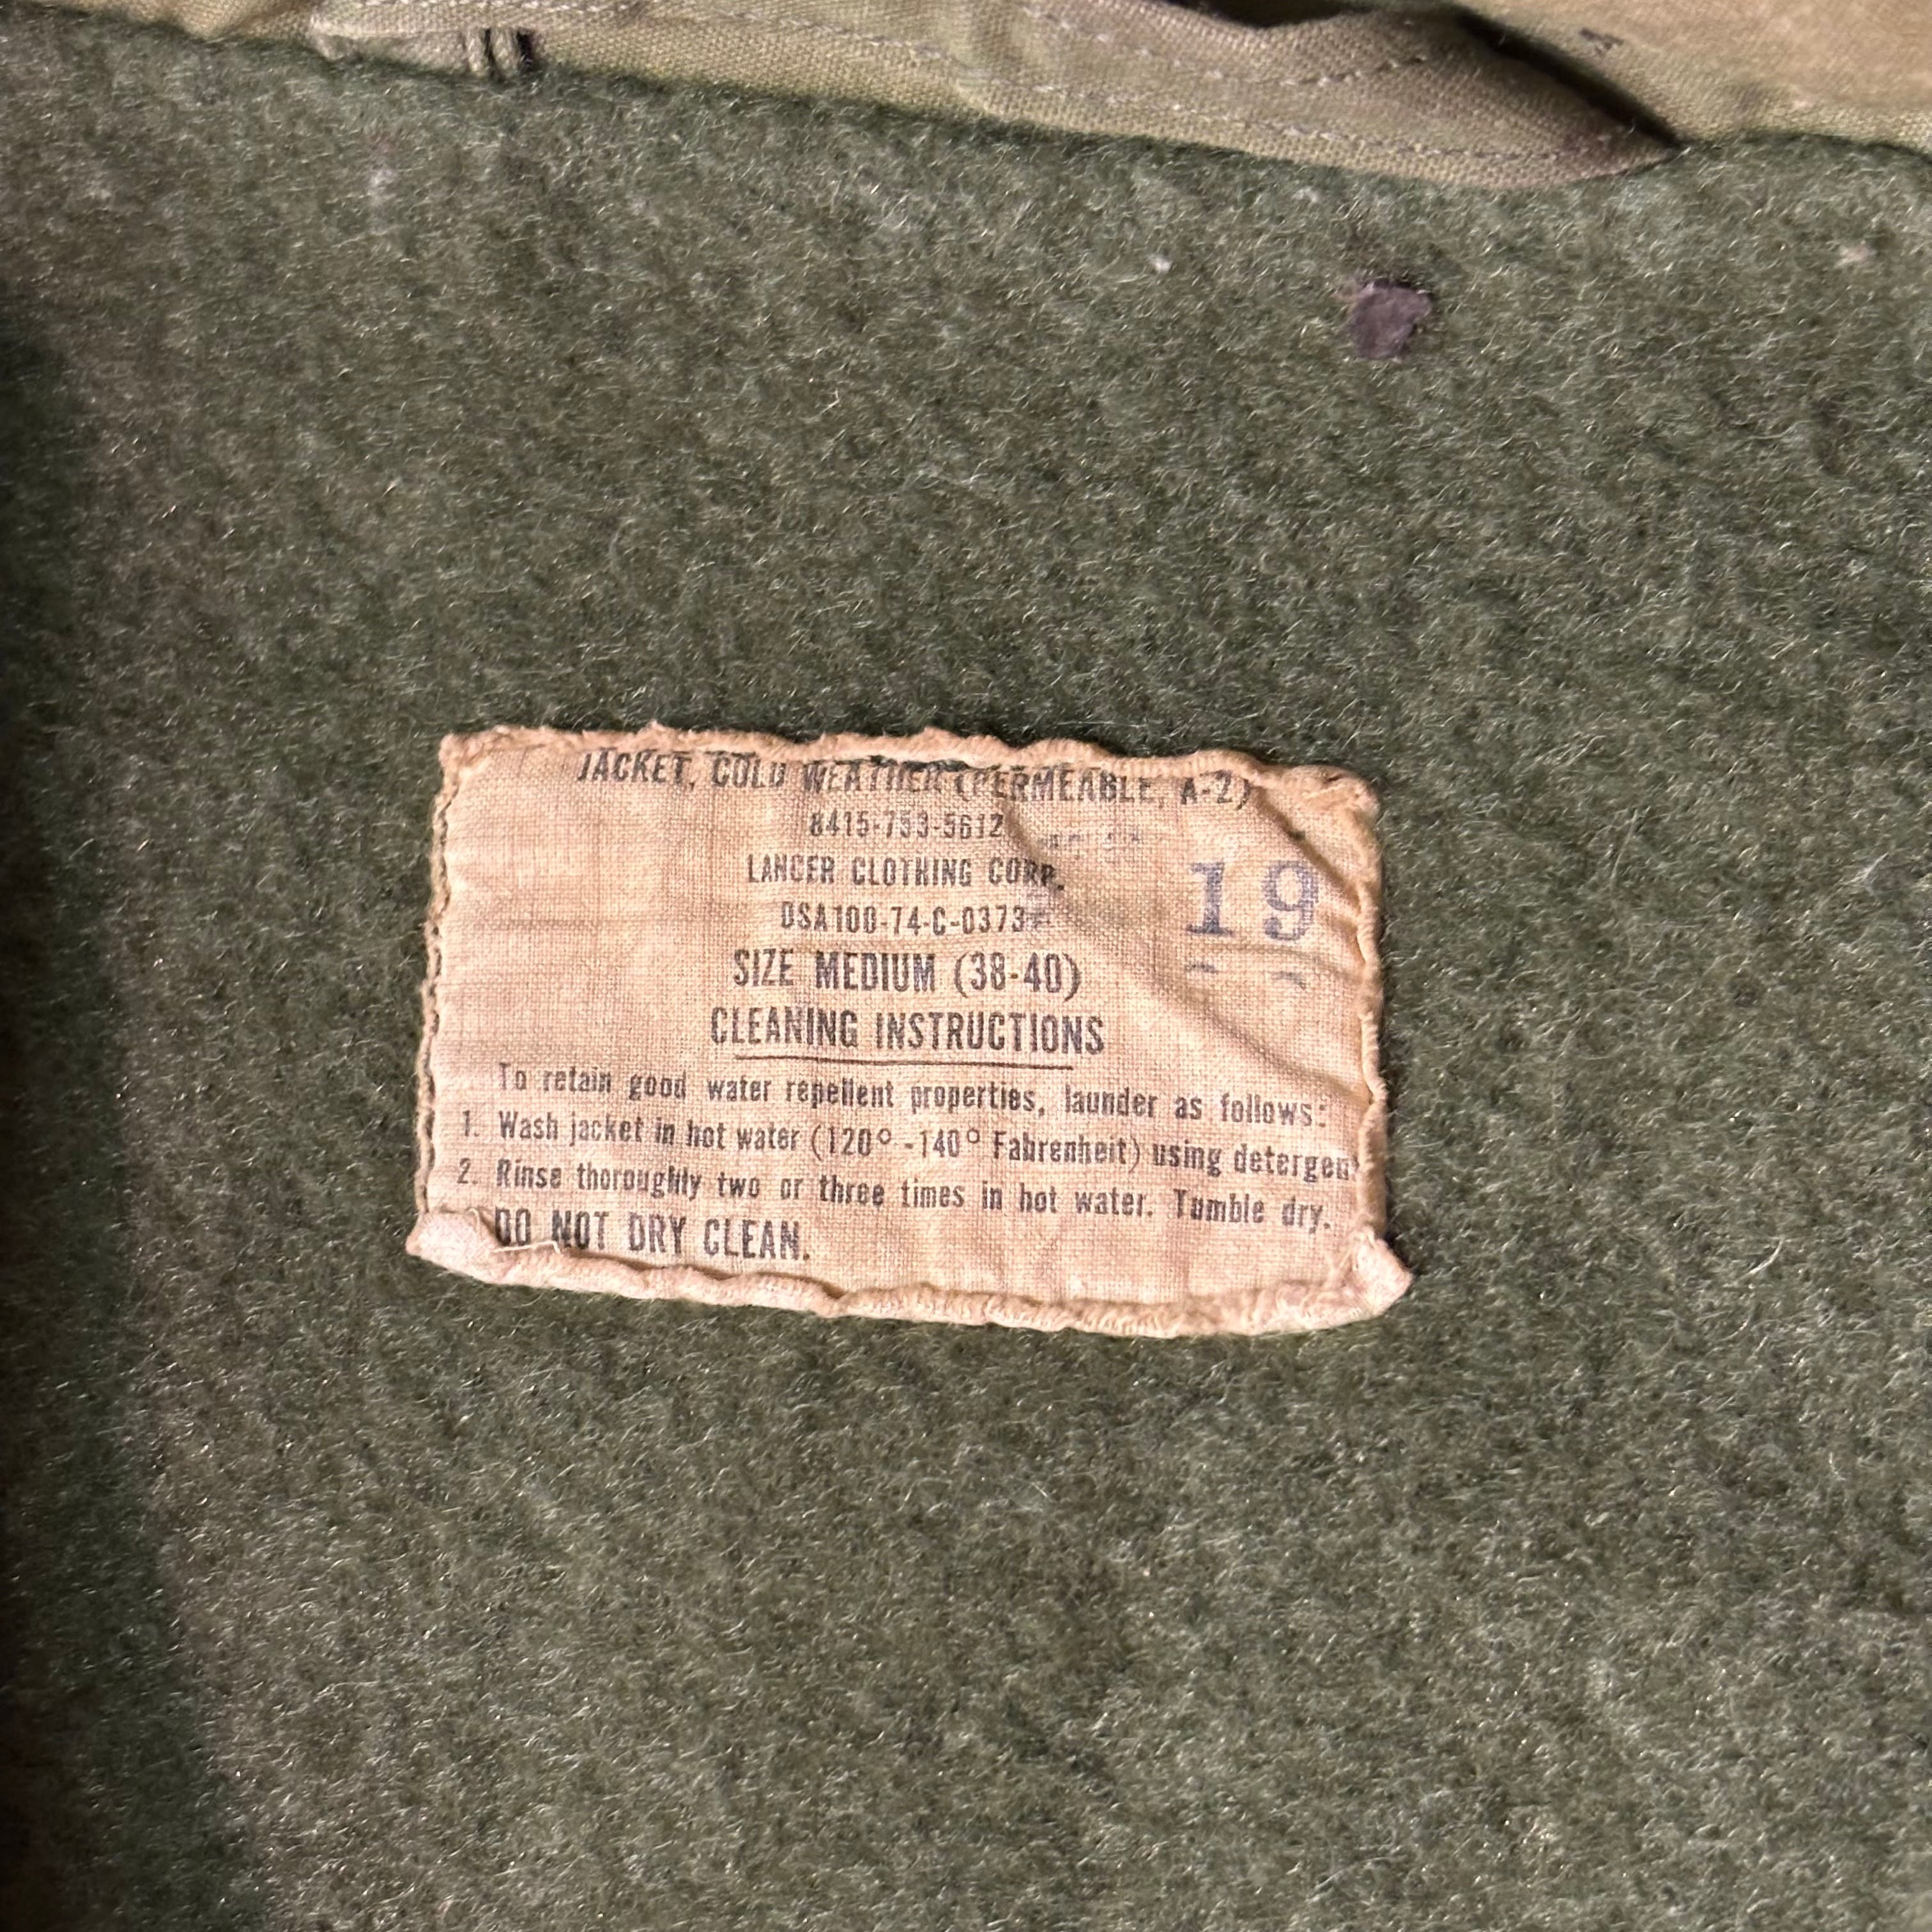 JACKET, COLD WEATHER (PERMEABLE, A-2)
8415-753-5612
LANCER CLOTHING CORP.
19
DSA100-74-C-0373
SIZE MEDIUM (38-40)
CLEANING INSTRUCTIONS
To retain good water repellent properties, launder as follows:
1. Wash jacket in hot water (120° -140° Fahrenheit) using detergent
2. Rinse thoroughly two or three times in hot water. Tumble dry.
DO NOT DRY CLEAN.